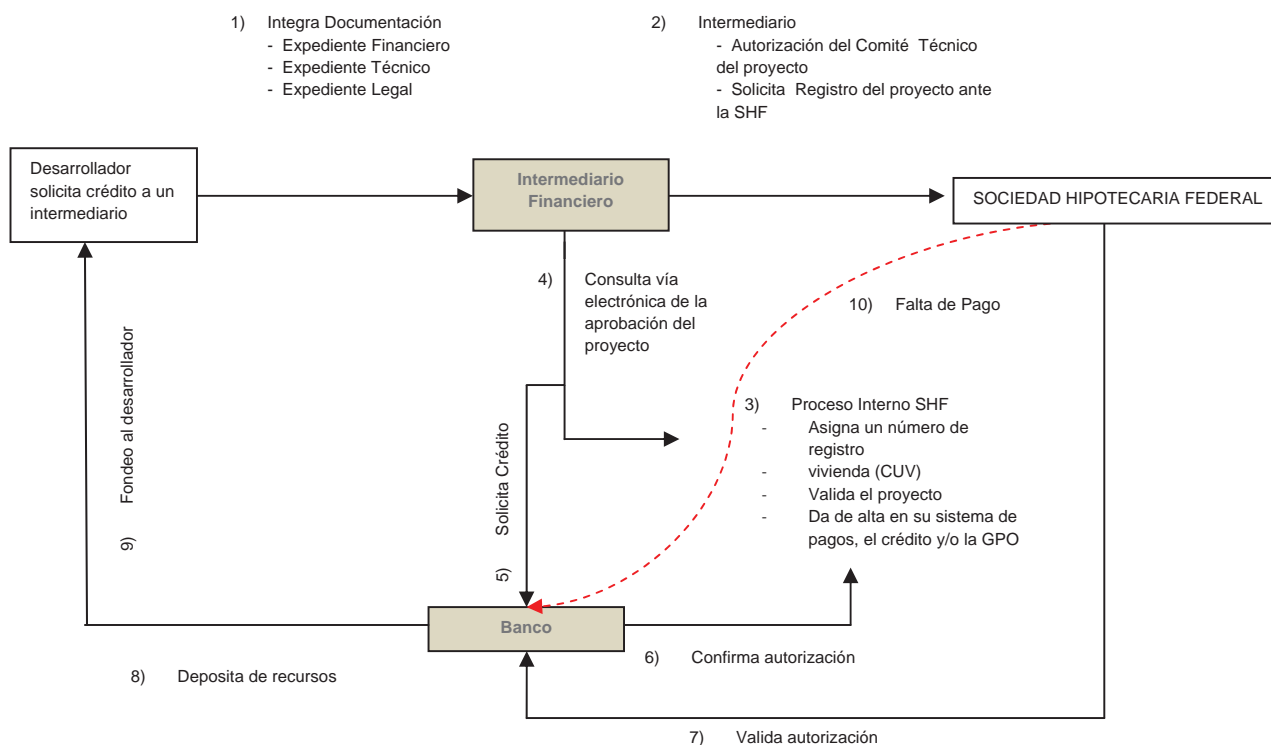 1) Integra Documentación
- Expediente Financiero
- Expediente Técnico
- Expediente Legal
2) Intermediario
- Autorización del Comité Técnico
del proyecto
- Solicita Registro del proyecto ante
la SHF
Desarrollador
solicita crédito a un
intermediario
Intermediario
Financiero
SOCIEDAD HIPOTECARIA FEDERAL
4) Consulta vía
electrónica de la
aprobación del
proyecto
10) Falta de Pago
3) Proceso Interno SHF
- Asigna un número de
registro
- vivienda (CUV)
- Valida el proyecto
- Da de alta en su sistema de
pagos, el crédito y/o la GPO
5) Solicita Crédito
9) Fondeo al desarrollador
Banco
6) Confirma autorización
8) Deposita de recursos
7) Valida autorización